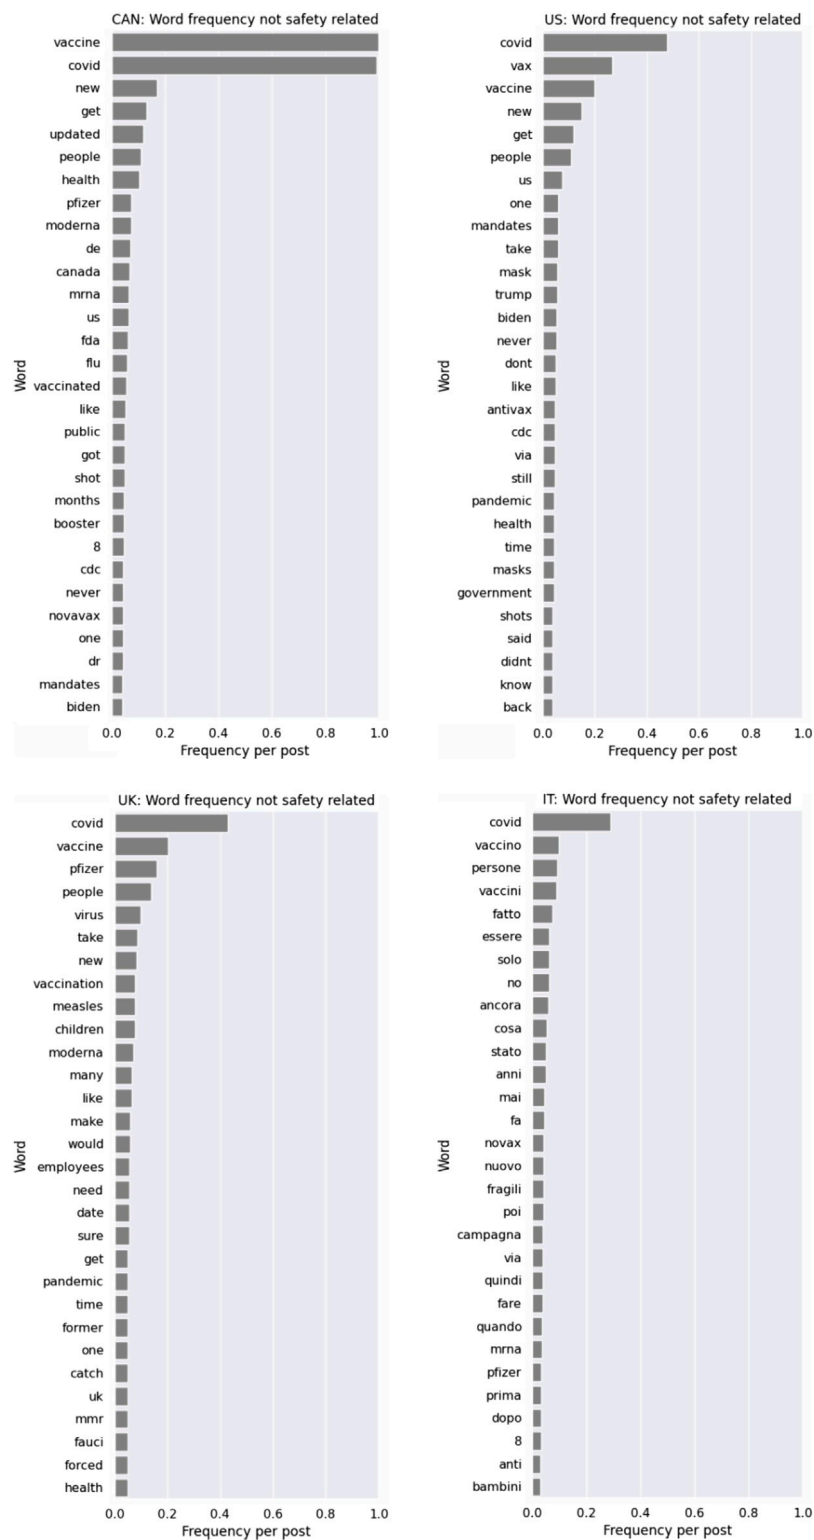 CAN: Word frequency not safety related
vaccine
covid
new
get
updated
people
health
pfizer
moderna
de
canada
mrna
us
fda
flu
vaccinated
like
public
got
shot
months
booster
8
cdc
never
novavax
one
dr
mandates
biden
Word
0.0 0.2 0.4 0.6 0.8 1.0
Frequency per post
US: Word frequency not safety related
covid
vax
vaccine
new
get
people
us
one
mandates
take
mask
trump
biden
never
dont
like
antivax
cdc
via
still
pandemic
health
time
masks
government
shots
said
didnt
know
back
Word
0.0 0.2 0.4 0.6 0.8 1.0
Frequency per post
UK: Word frequency not safety related
covid
vaccine
pfizer
people
virus
take
new
vaccination
measles
children
moderna
many
like
make
would
employees
need
date
sure
get
pandemic
time
former
one
catch
uk
mmr
fauci
forced
health
Word
0.0 0.2 0.4 0.6 0.8 1.0
Frequency per post
IT: Word frequency not safety related
covid
vaccino
persone
vaccini
fatto
essere
solo
no
ancora
cosa
stato
anni
mai
fa
novax
nuovo
fragili
poi
campagna
via
quindi
fare
quando
mrna
pfizer
prima
dopo
8
anti
bambini
Word
0.0 0.2 0.4 0.6 0.8 1.0
Frequency per post